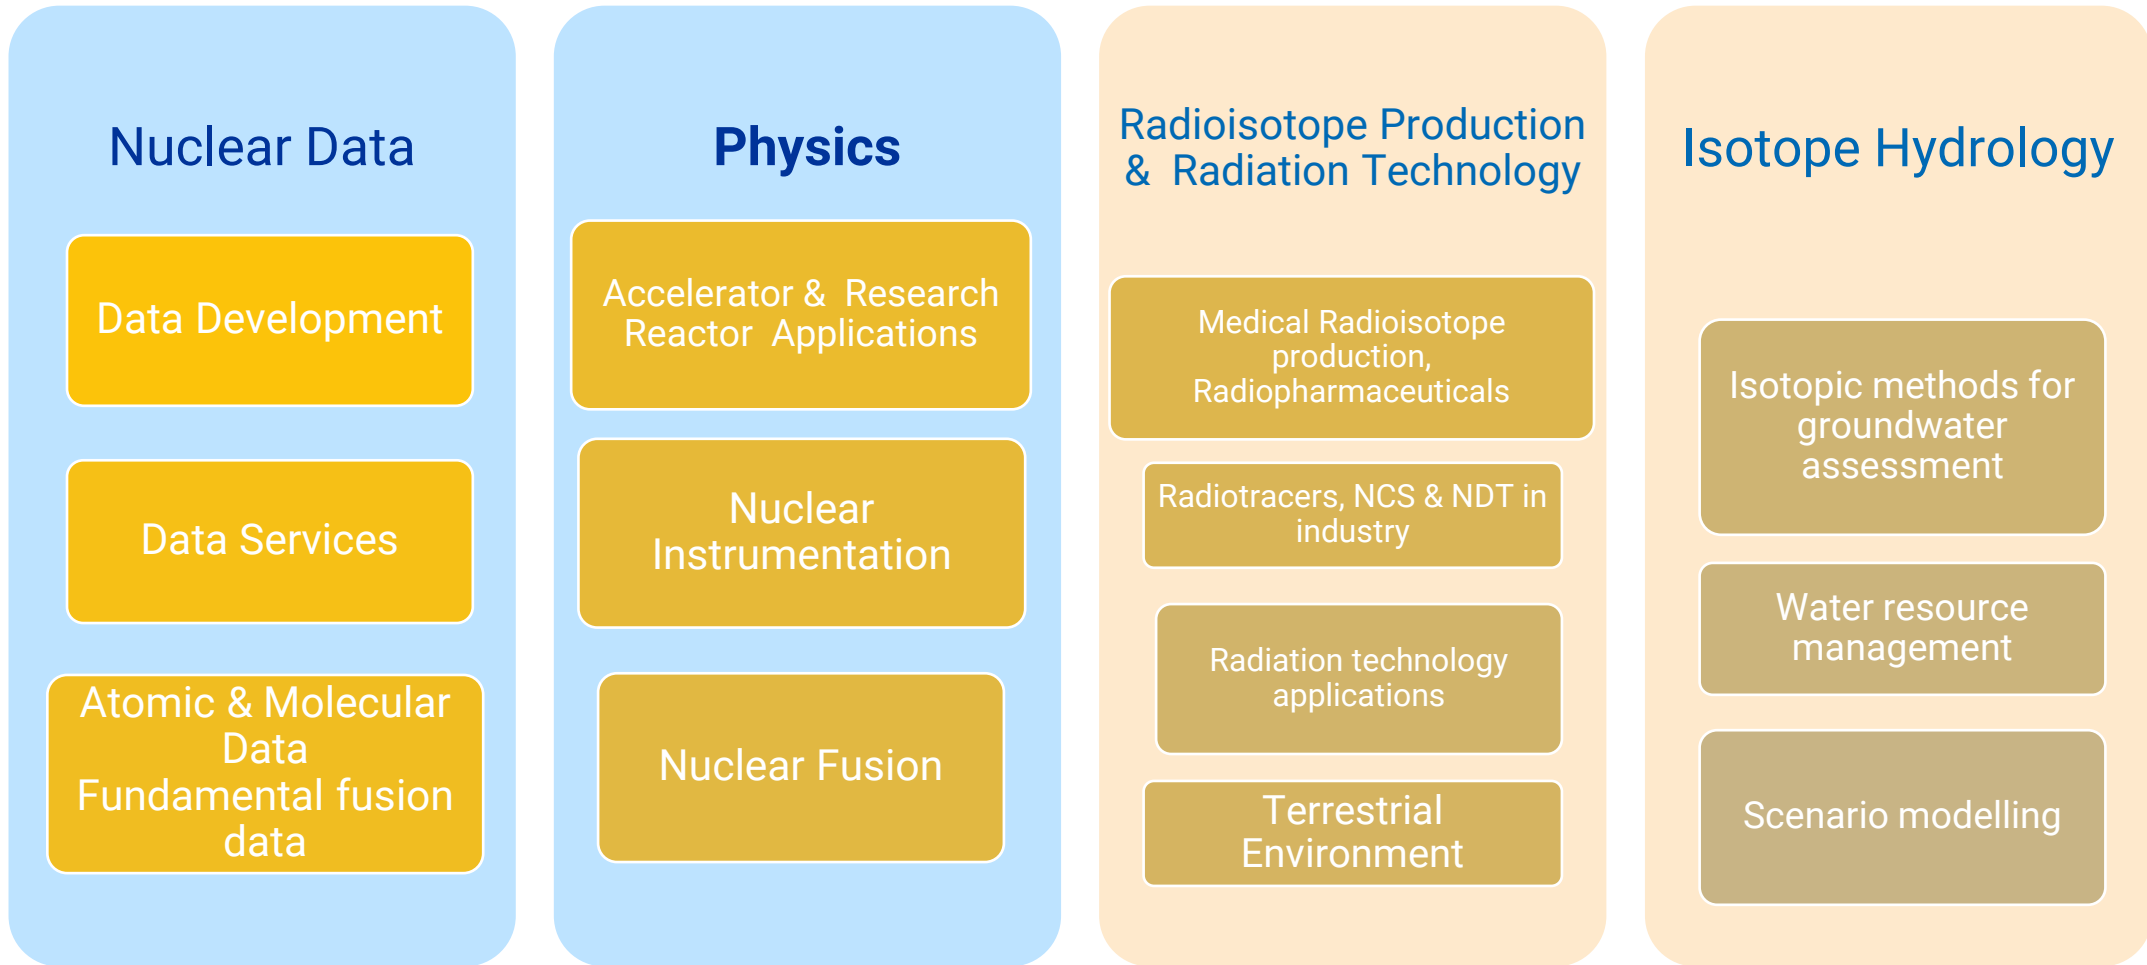 Nuclear Data
Data Development
Data Services
Atomic & Molecular
Data
Fundamental fusion
data
Physics
Accelerator &  Research
Reactor  Applications
Nuclear
Instrumentation
Nuclear Fusion
Radioisotope Production
&  Radiation Technology
Medical Radioisotope
production,
Radiopharmaceuticals
Radiotracers, NCS & NDT in
industry
Radiation technology
applications
Terrestrial
Environment
Isotope Hydrology
Isotopic methods for
groundwater
assessment
Water resource
management
Scenario modelling